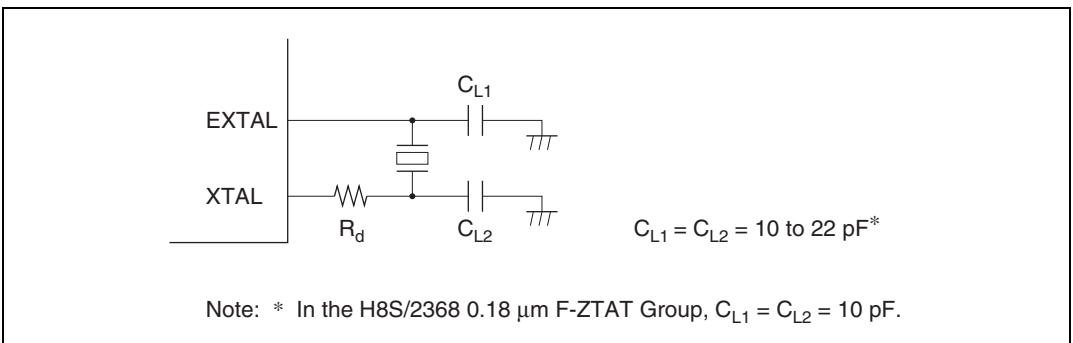 C_L1
EXTAL
XTAL
R_d
C_L2
C_L1 = C_L2 = 10 to 22 pF*
Note: * In the H8S/2368 0.18 μm F-ZTAT Group, C_L1 = C_L2 = 10 pF.